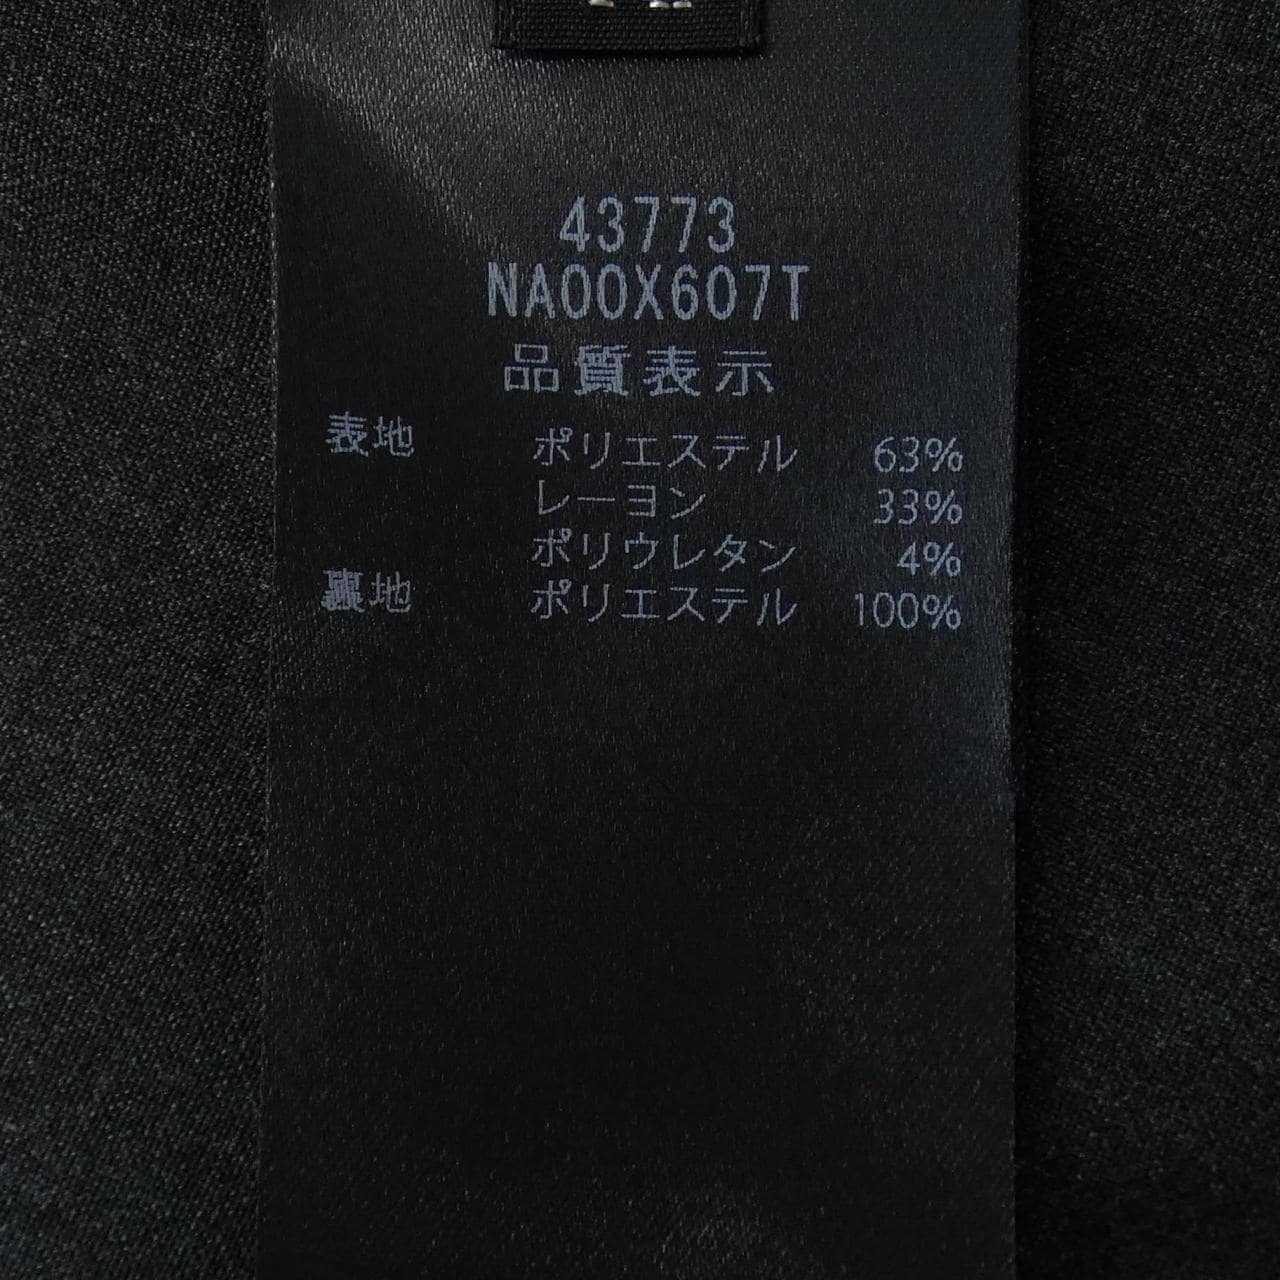 43773
NA00X607T
品質表示
表地 ポリエステル 63%
レーヨン 33%
ポリウレタン 4%
裏地 ポリエステル 100%